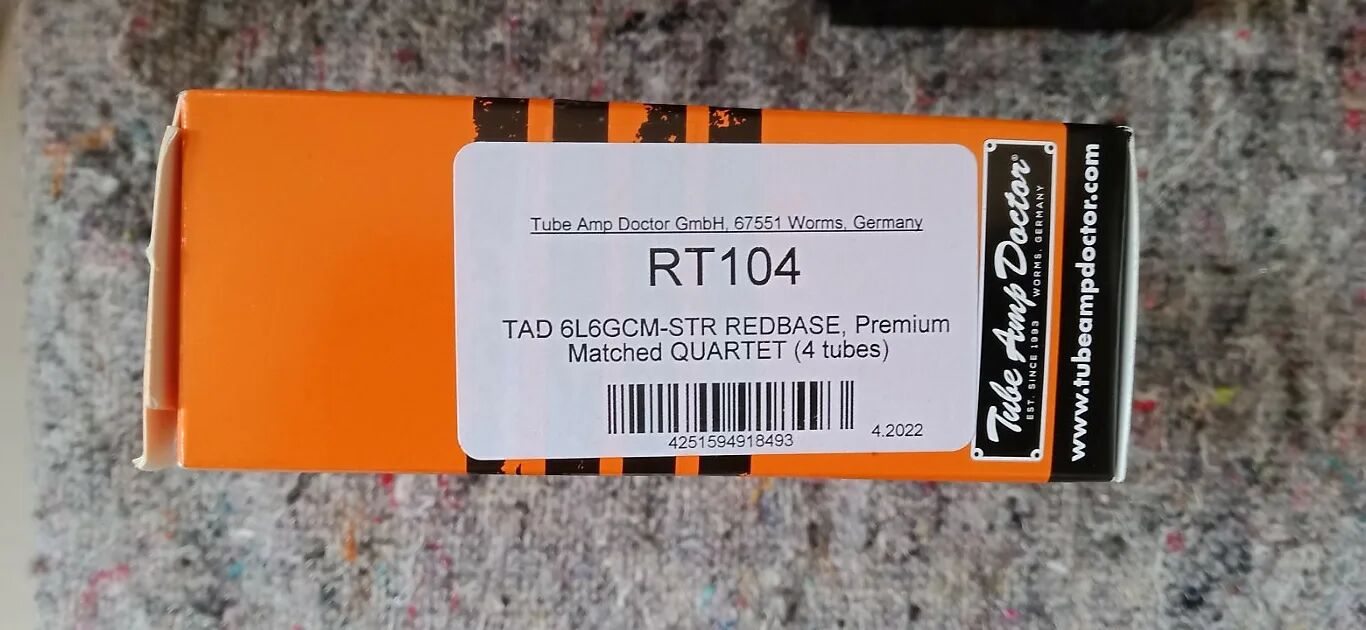 Tube Amp Doctor GmbH, 67551 Worms, Germany
RT104
TAD 6L6GCM-STR REDBASE, Premium
Matched QUARTET (4 tubes)
4251594918493
4.2022
Tube Amp Doctor®
EST. SINCE 1993 WORMS, GERMANY
www.tubeampdoctor.com